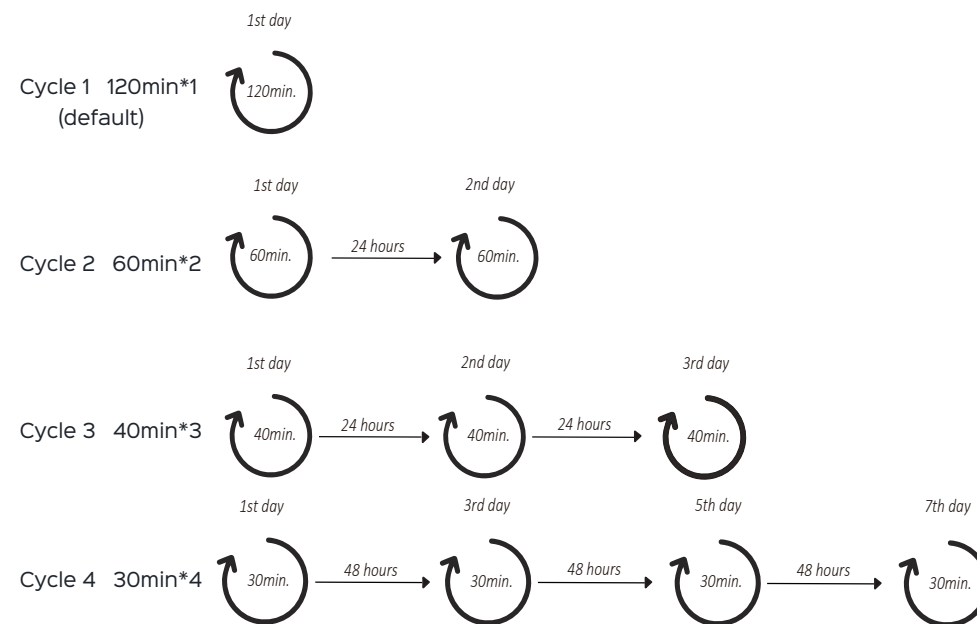 1st day
Cycle 1 120min*1
(default)
120min.
1st day
2nd day
Cycle 2 60min*2
60min.
24 hours
60min.
1st day
2nd day
3rd day
Cycle 3 40min*3
40min.
24 hours
40min.
24 hours
40min.
1st day
3rd day
5th day
7th day
Cycle 4 30min*4
30min.
48 hours
30min.
48 hours
30min.
48 hours
30min.